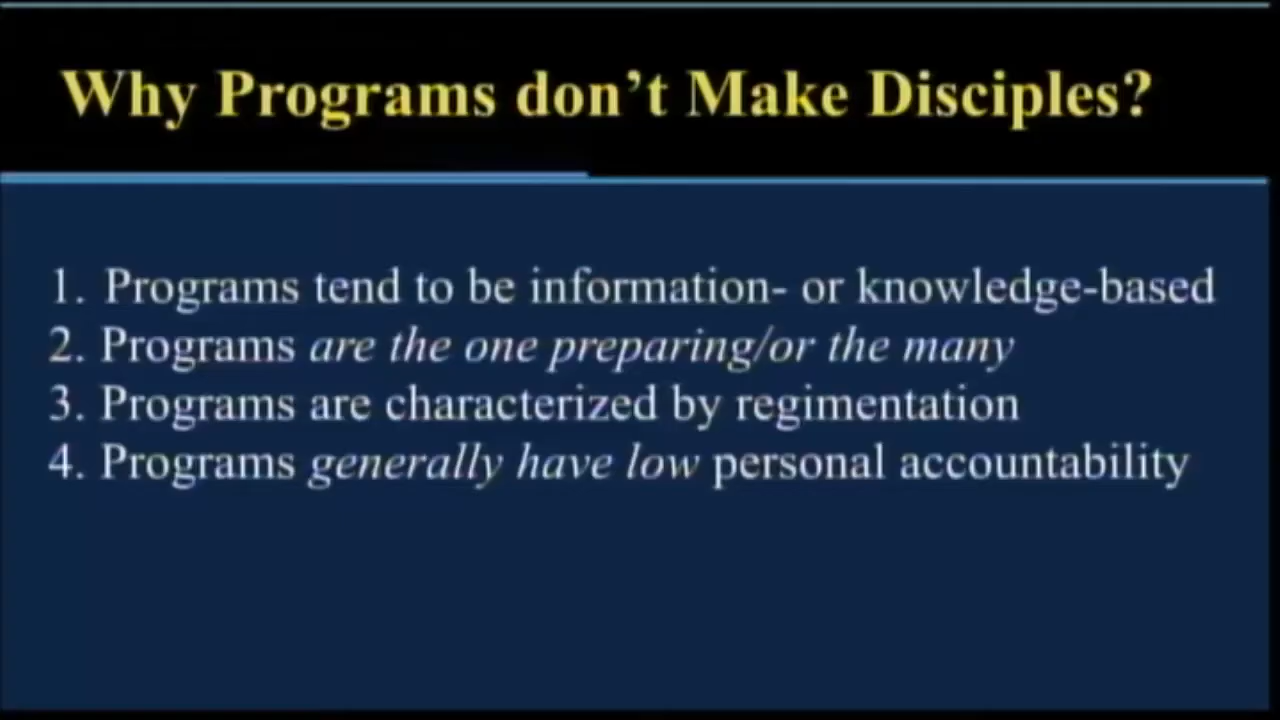 Why Programs don't Make Disciples?
1. Programs tend to be information- or knowledge-based
2. Programs are the one preparing/or the many
3. Programs are characterized by regimentation
4. Programs generally have low personal accountability